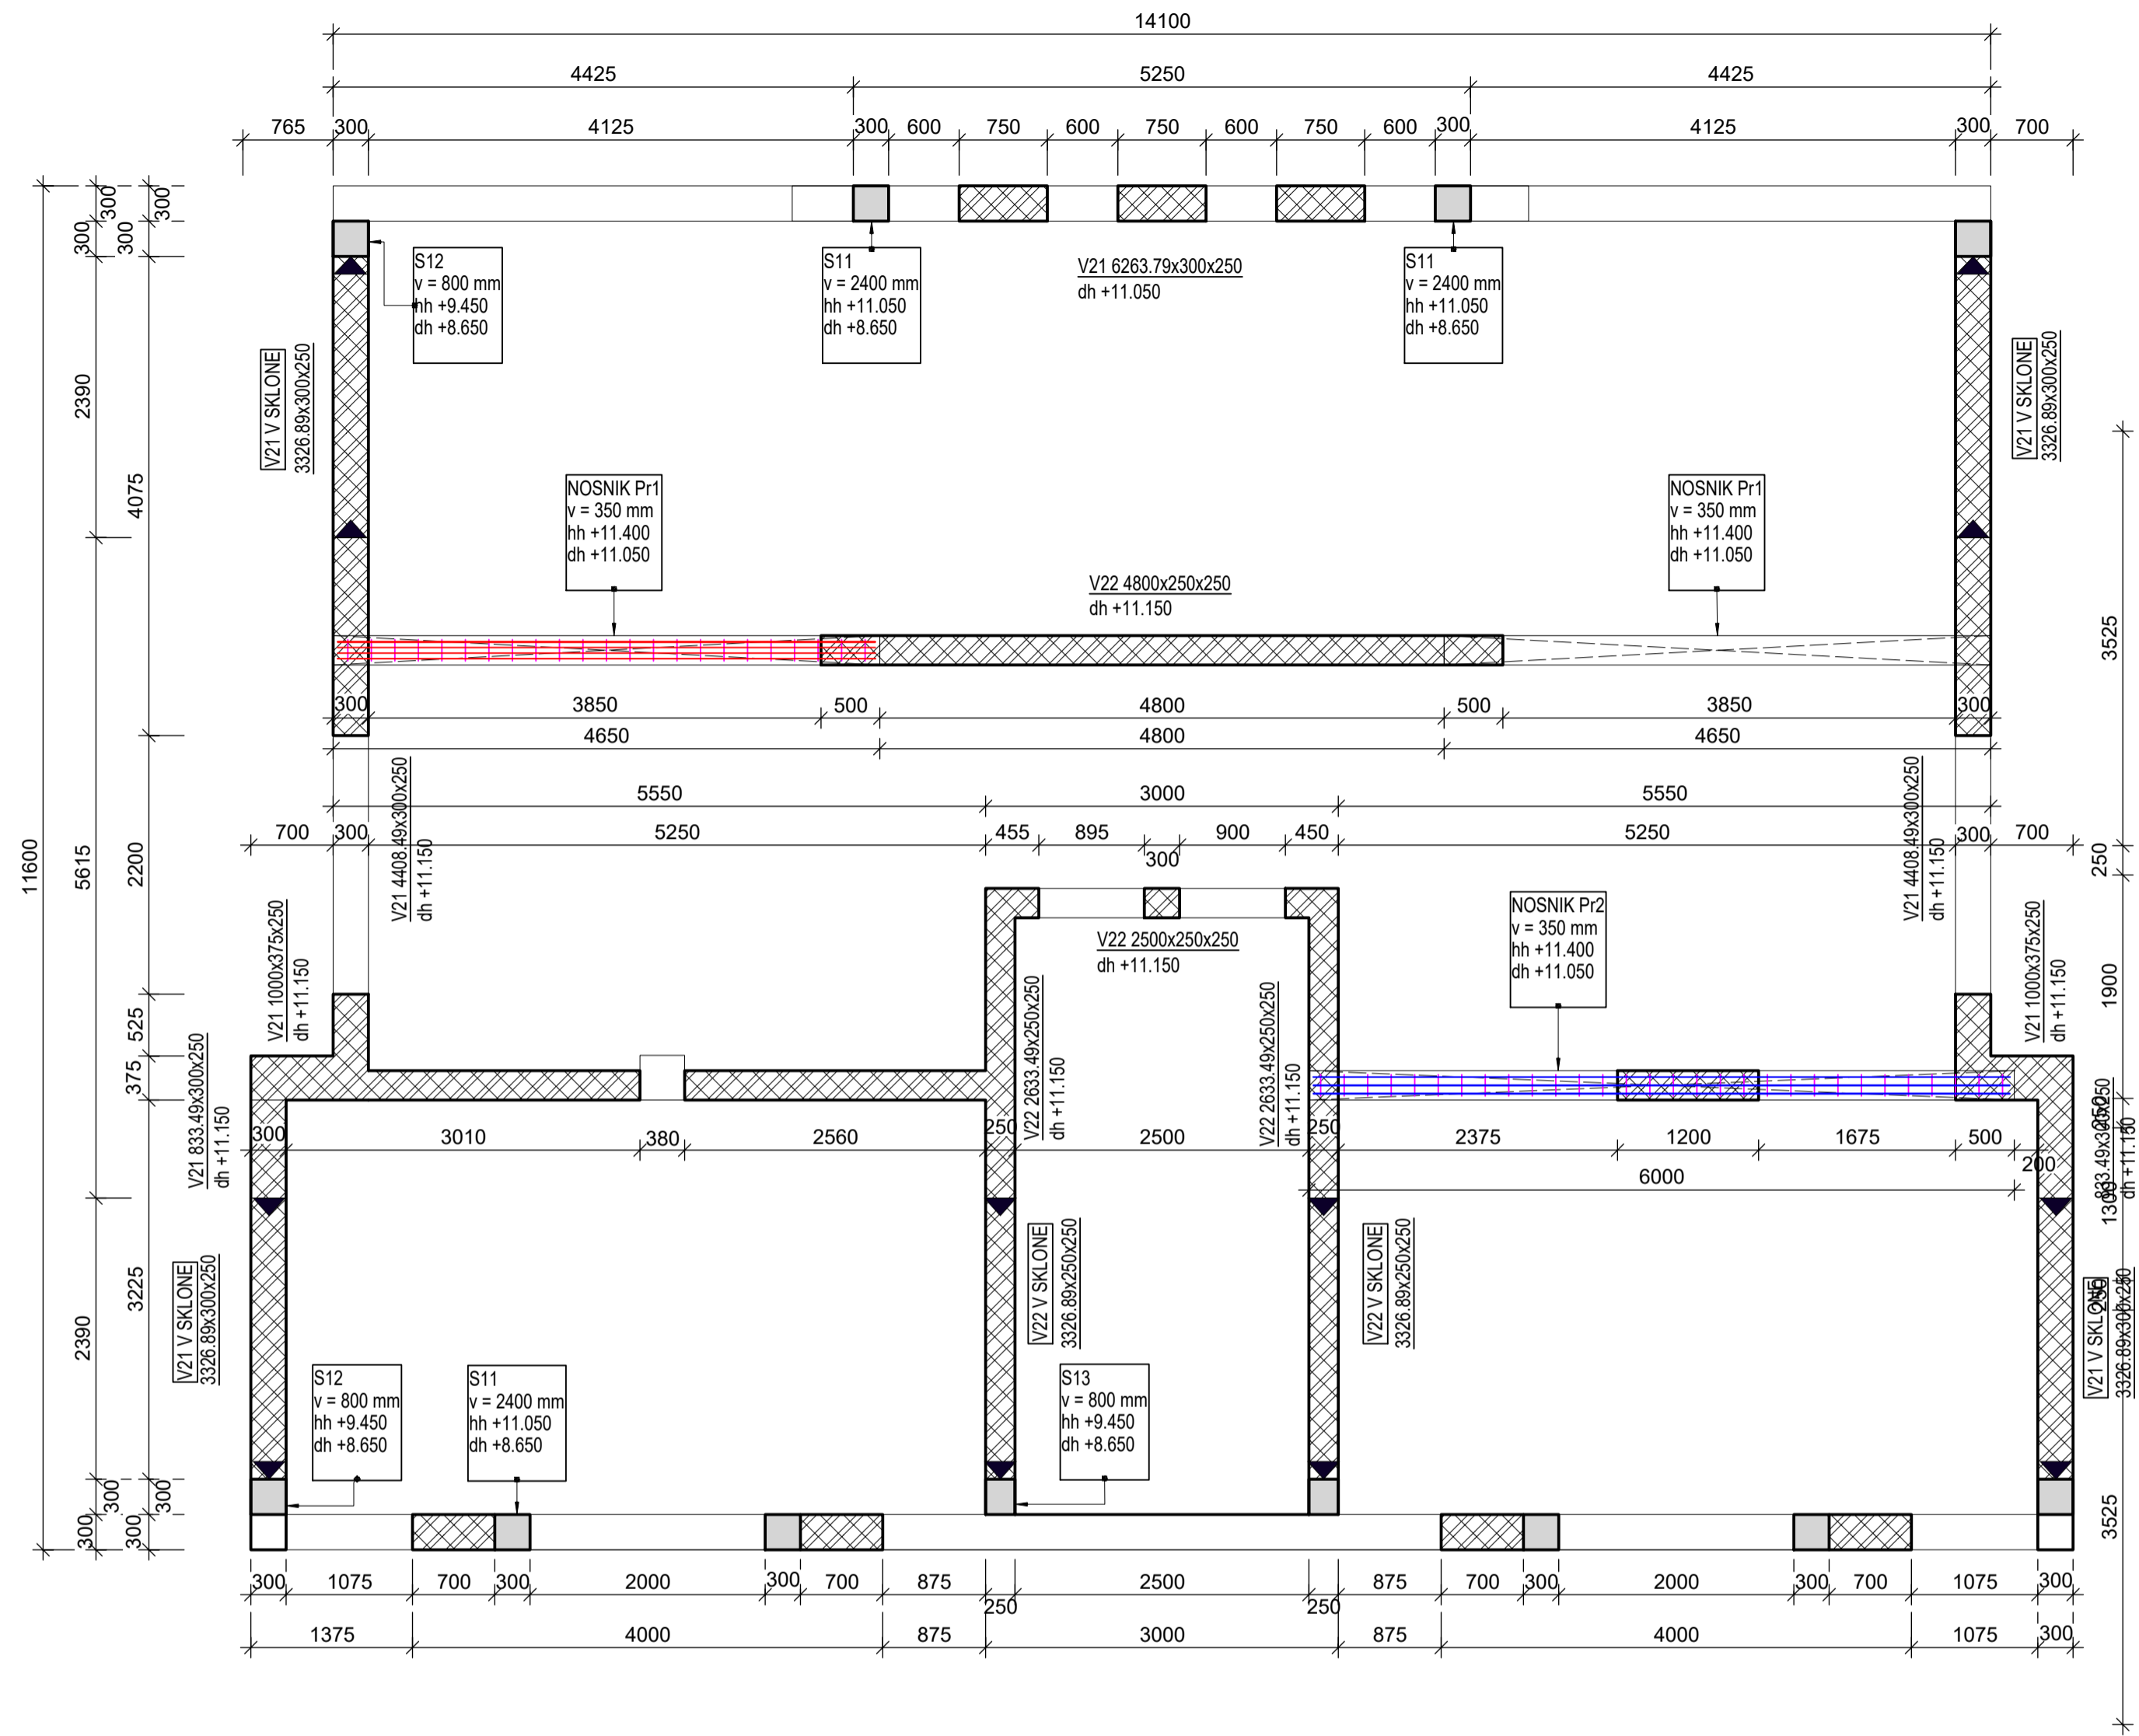 14100
4425 5250 4425
765 300 4125 300 600 750 600 750 600 750 600 300 4125 300 700
300 300
300 300
S12
v = 800 mm
hh +9.450
dh +8.650
S11
v = 2400 mm
hh +11.050
dh +8.650
V21 6263.79x300x250
dh +11.050
S11
v = 2400 mm
hh +11.050
dh +8.650
V21 V SKLONE
3326.89x300x250
V21 V SKLONE
3326.89x300x250
2390
4075
3525
NOSNIK Pr1
v = 350 mm
hh +11.400
dh +11.050
NOSNIK Pr1
v = 350 mm
hh +11.400
dh +11.050
V22 4800x250x250
dh +11.150
300 3850 500 4800 500 3850 300
4650 4800 4650
5550 3000 5550
700 300 5250 455 895 900 450 5250 300 700
300
V21 4408.49x300x250
dh +11.150
V21 4408.49x300x250
dh +11.150
11600
5615
2200
250
1900
V21 1000x375x250
dh +11.150
V21 1000x375x250
dh +11.150
NOSNIK Pr2
v = 350 mm
hh +11.400
dh +11.050
V22 2500x250x250
dh +11.150
V22 2633.49x250x250
dh +11.150
V22 2633.49x250x250
dh +11.150
525
375
V21 833.49x300x250
dh +11.150
833.49x300x250
dh +11.150
250
1300
300 3010 380 2560 250 2500 250 2375 1200 1675 500
200
6000
V21 V SKLONE
3326.89x300x250
V22 V SKLONE
3326.89x250x250
V22 V SKLONE
3326.89x250x250
V21 V SKLONE
3326.89x300x250
250
3225
2390
S12
v = 800 mm
hh +9.450
dh +8.650
S11
v = 2400 mm
hh +11.050
dh +8.650
S13
v = 800 mm
hh +9.450
dh +8.650
300 300
300 300
3525
300 1075 700 300 2000 300 700 875 2500 875 700 300 2000 300 700 1075 300
250 250
1375 4000 875 3000 875 4000 1075 300